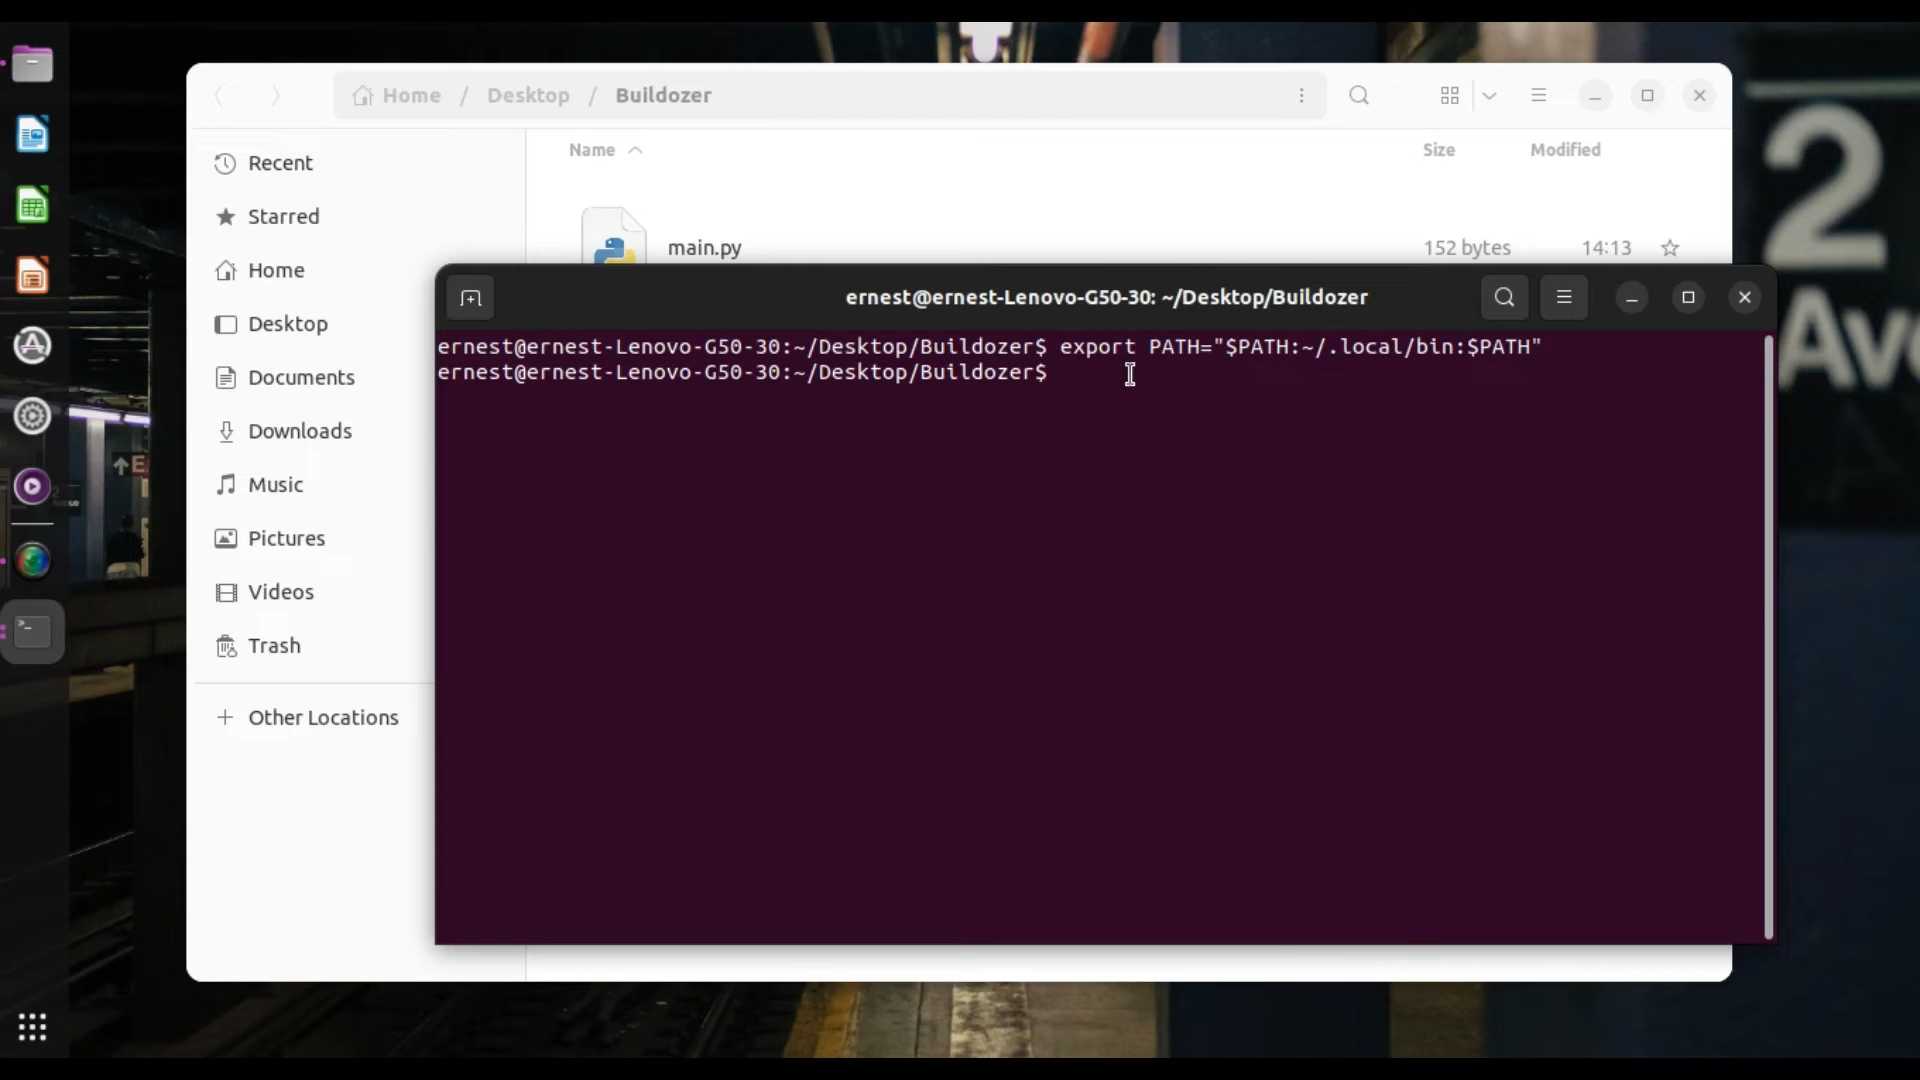 Home / Desktop / Buildozer
Name Size Modified
Recent
Starred
Home
Desktop
Documents
Downloads
Music
Pictures
Videos
Trash
+ Other Locations
main.py 152 bytes 14:13
ernest@ernest-Lenovo-G50-30: ~/Desktop/Buildozer
ernest@ernest-Lenovo-G50-30:~/Desktop/Buildozer$ export PATH="$PATH:~/.local/bin:$PATH"
ernest@ernest-Lenovo-G50-30:~/Desktop/Buildozer$
2
Av